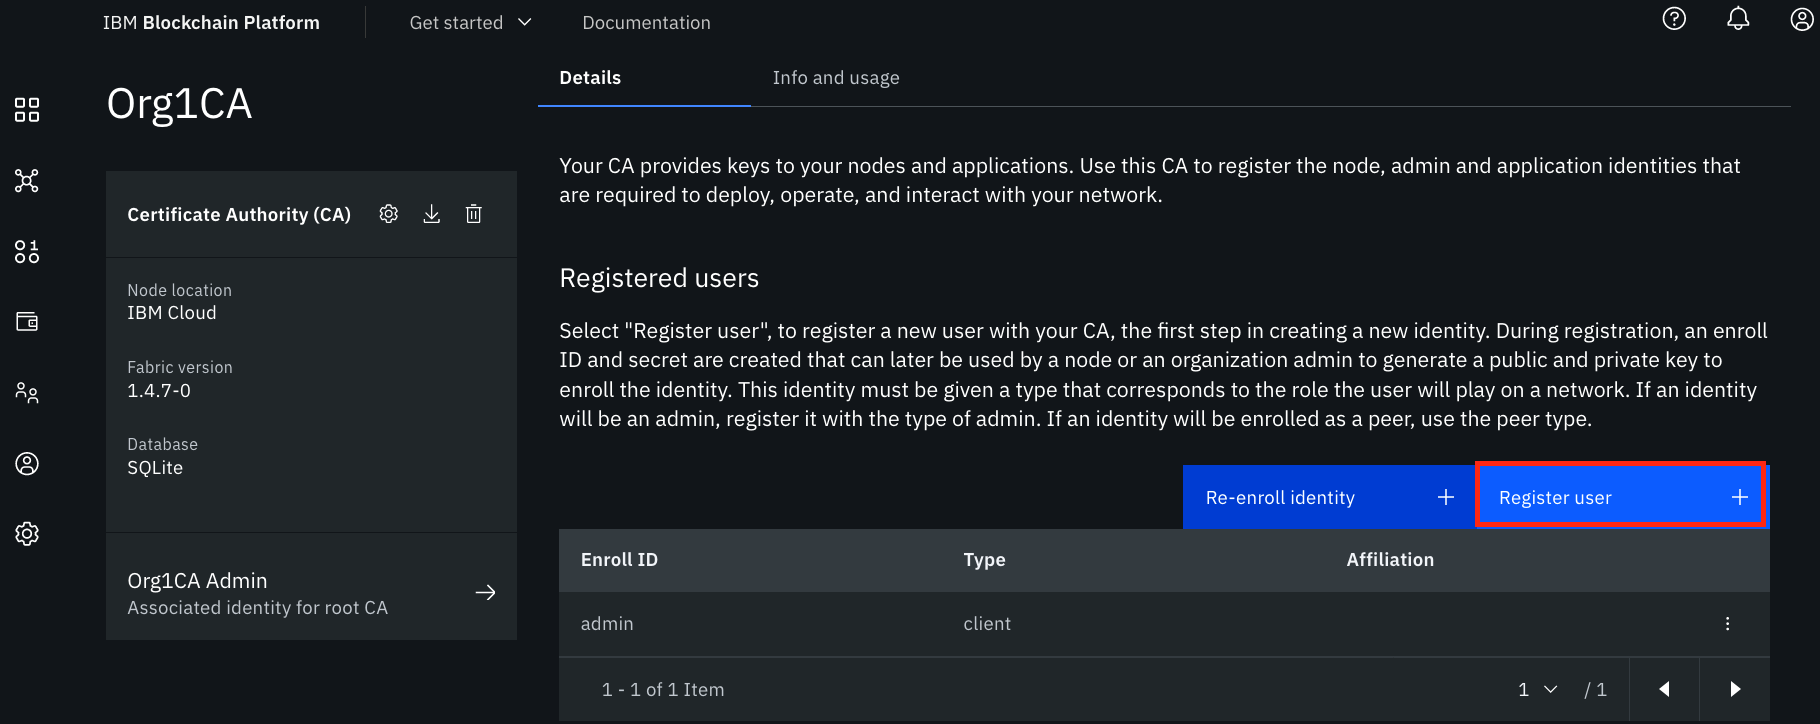 IBM Blockchain Platform
Get started
Documentation
Org1CA
Certificate Authority (CA)
Node location
IBM Cloud
Fabric version
1.4.7-0
Database
SQLite
Org1CA Admin
Associated identity for root CA
Details
Info and usage
Your CA provides keys to your nodes and applications. Use this CA to register the node, admin and application identities that
are required to deploy, operate, and interact with your network.
Registered users
Select "Register user", to register a new user with your CA, the first step in creating a new identity. During registration, an enroll
ID and secret are created that can later be used by a node or an organization admin to generate a public and private key to
enroll the identity. This identity must be given a type that corresponds to the role the user will play on a network. If an identity
will be an admin, register it with the type of admin. If an identity will be enrolled as a peer, use the peer type.
Re-enroll identity +
Register user +
Enroll ID Type Affiliation
admin client
1 - 1 of 1 Item 1 / 1